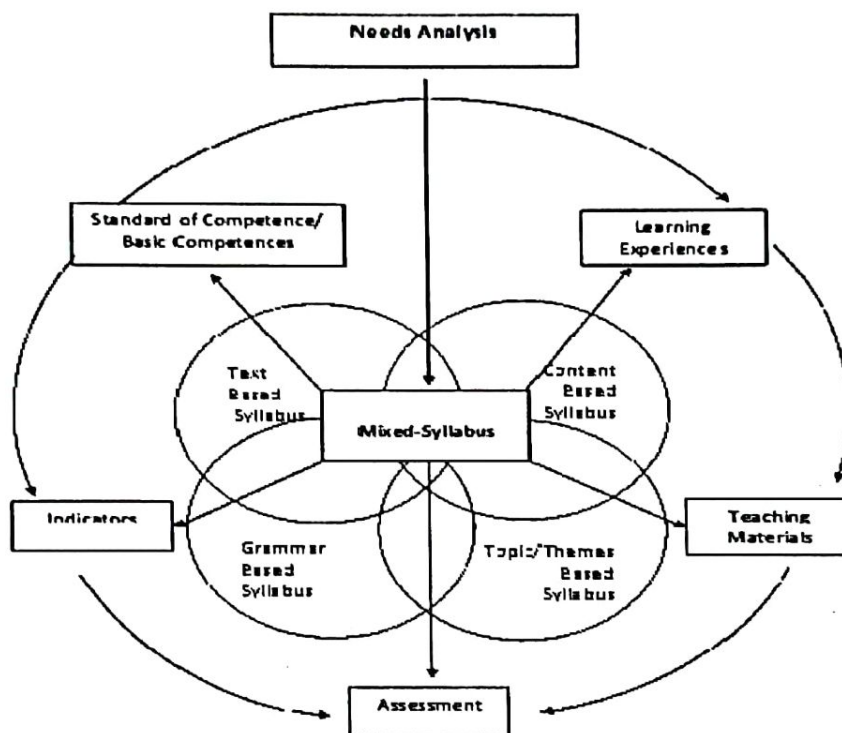 Needs Analysis
Standard of Competence/
Basic Competences
Learning
Experiences
Text
Based
Syllabus
Content
Based
Syllabus
Mixed-Syllabus
Indicators
Teaching
Materials
Grammar
Based
Syllabus
Topic/Themes
Based
Syllabus
Assessment